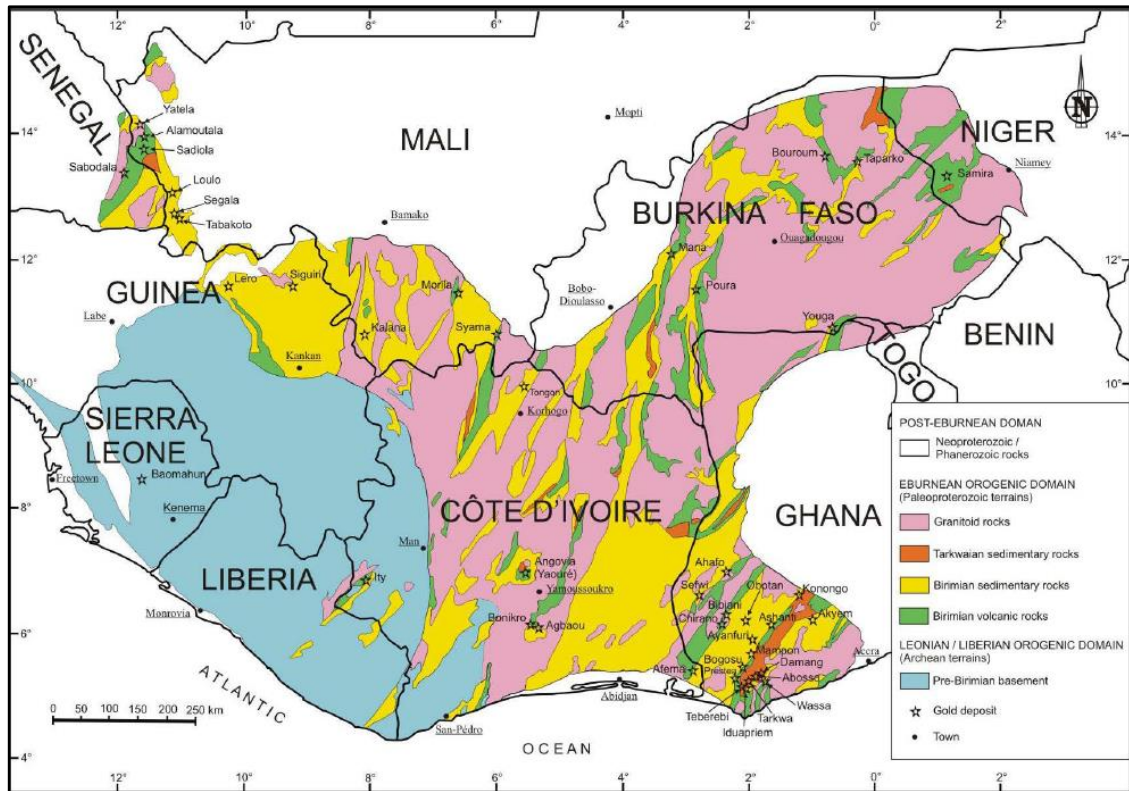 12°
10°
8°
6°
4°
2°
0°
SENEGAL
Yatela
Alamoutala
Sadiola
Sabodala
Loulo
Segala
Tabakoto
MALI
Mopti
Bamako
14°
N
NIGER
Niamey
Bouroum
Taparko
Samira
BURKINA FASO
Ouagadougou
Mana
Poura
Bobo-
Dioulasso
Youga
12°
12°
GUINEA
Labe
Lero
Siguiri
Morila
Kalana
Syama
Kankan
BENIN
TOGO
10°
10°
Tongon
Korhogo
SIERRA
LEONE
Freetown
Baomahun
Kenema
8°
CÔTE D'IVOIRE
Man
GHANA
LIBERIA
Ity
Monrovia
Angovia
(Yaouré)
Yamoussoukro
Bonikro
Agbaou
Ahafo
Sefwi
Obotan
Konongo
Bibiani
Chirano
Ashanti
Akyem
Ayanfuri
Mampon
Afema
Bogosu
Prestea
Damang
Abosso
Accra
Wassa
Teberebi
Tarkwa
Iduapriem
6°
ATLANTIC
OCEAN
Abidjan
San-Pédro
0 50 100 150 200 250 km
4°
12°
10°
8°
6°
4°
2°
0°
POST-EBURNEAN DOMAN
Neoproterozoic /
Phanerozoic rocks
EBURNEAN OROGENIC DOMAIN
(Paleoproterozoic terrains)
Granitoid rocks
Tarkwaian sedimentary rocks
Birimian sedimentary rocks
Birimian volcanic rocks
LEONIAN / LIBERIAN OROGENIC DOMAIN
(Archean terrains)
Pre-Birimian basement
Gold deposit
Town